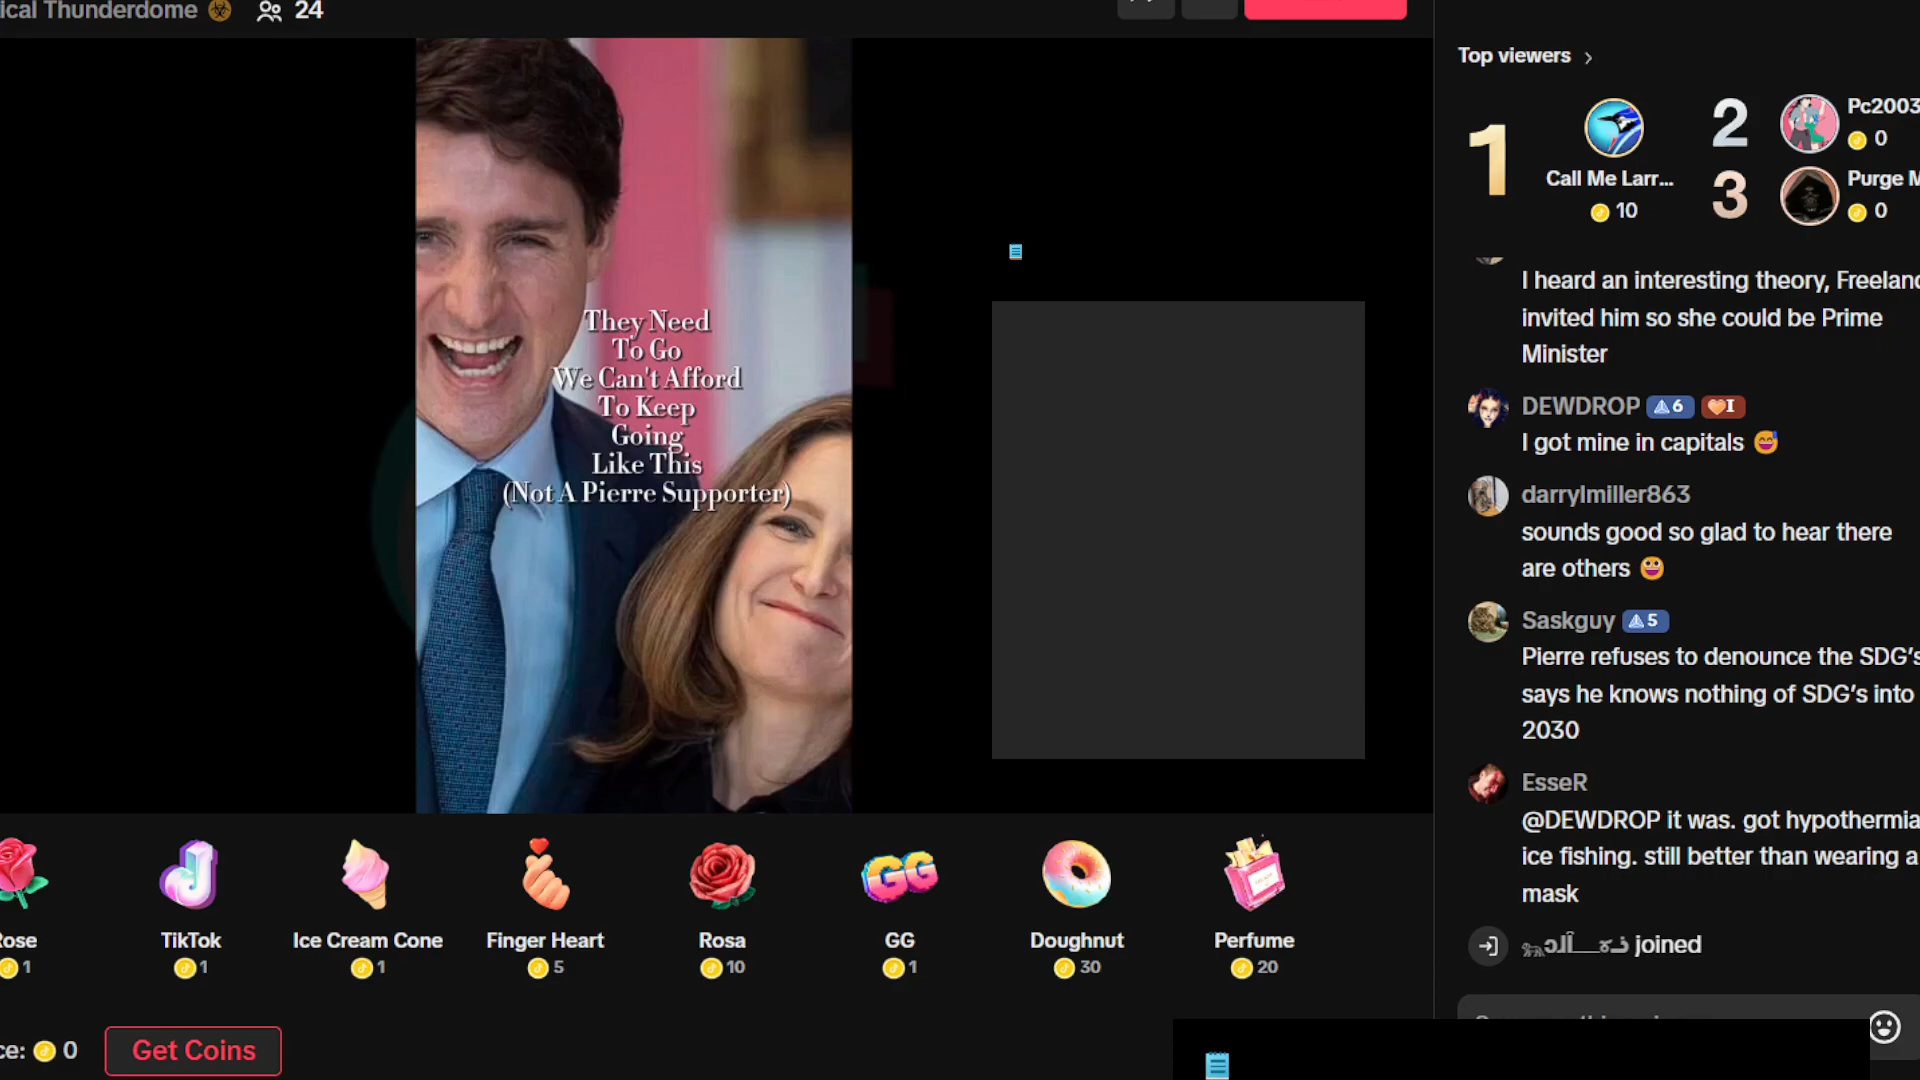 ical Thunderdome
24
They Need
To Go
We Can't Afford
To Keep
Going
Like This
(Not A Pierre Supporter)
Rose
1
TikTok
1
Ice Cream Cone
1
Finger Heart
5
Rosa
10
GG
1
Doughnut
30
Perfume
20
ce: 0
Get Coins
Top viewers
1
Call Me Larr...
10
2
Pc2003
0
3
Purge M
0
I heard an interesting theory, Freeland
invited him so she could be Prime
Minister
DEWDROP 6 I
I got mine in capitals 😅
darrylmiller863
sounds good so glad to hear there
are others
Saskguy 5
Pierre refuses to denounce the SDG's
says he knows nothing of SDG's into
2030
EsseR
@DEWDROP it was. got hypothermia
ice fishing. still better than wearing a
mask
joined